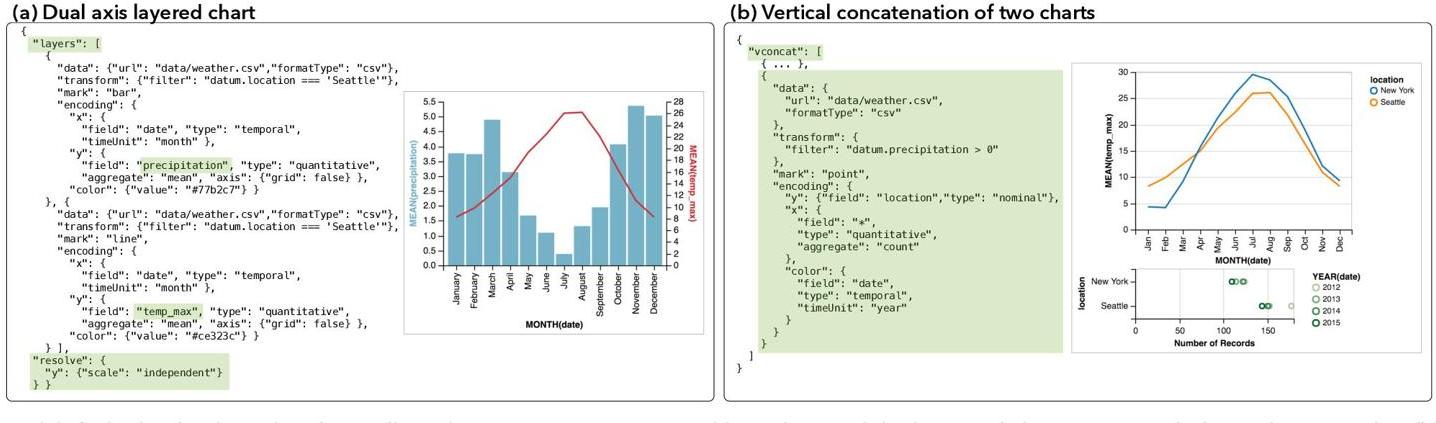 (a) Dual axis layered chart
{
"layers": [
{
"data": {"url": "data/weather.csv","formatType": "csv"},
"transform": {"filter": "datum.location === 'Seattle'"},
"mark": "bar",
"encoding": {
"x": {
"field": "date", "type": "temporal",
"timeUnit": "month" },
"y": {
"field": "precipitation", "type": "quantitative",
"aggregate": "mean", "axis": {"grid": false} },
"color": {"value": "#77b2c7"} }
}, {
"data": {"url": "data/weather.csv","formatType": "csv"},
"transform": {"filter": "datum.location === 'Seattle'"},
"mark": "line",
"encoding": {
"x": {
"field": "date", "type": "temporal",
"timeUnit": "month" },
"y": {
"field": "temp_max", "type": "quantitative",
"aggregate": "mean", "axis": {"grid": false} },
"color": {"value": "#ce323c"} }
} ],
"resolve": {
"y": {"scale": "independent"}
} }
MEAN(precipitation)
5.5
5.0
4.5
4.0
3.5
3.0
2.5
2.0
1.5
1.0
0.5
0.0
28
26
24
22
20
18
16
14
12
10
8
6
4
2
0
MEAN(temp_max)
January
February
March
April
May
June
July
August
September
October
November
December
MONTH(date)
(b) Vertical concatenation of two charts
{
"vconcat": [
{ ... },
{
"data": {
"url": "data/weather.csv",
"formatType": "csv"
},
"transform": {
"filter": "datum.precipitation > 0"
},
"mark": "point",
"encoding": {
"y": {"field": "location","type": "nominal"},
"x": {
"field": "*",
"type": "quantitative",
"aggregate": "count"
},
"color": {
"field": "date",
"type": "temporal",
"timeUnit": "year"
}
}
}
]
}
MEAN(temp_max)
30
25
20
15
10
5
0
Jan
Feb
Mar
Apr
May
Jun
Jul
Aug
Sep
Oct
Nov
Dec
MONTH(date)
location
New York
Seattle
location
New York
Seattle
0
50
100
150
Number of Records
YEAR(date)
2012
2013
2014
2015